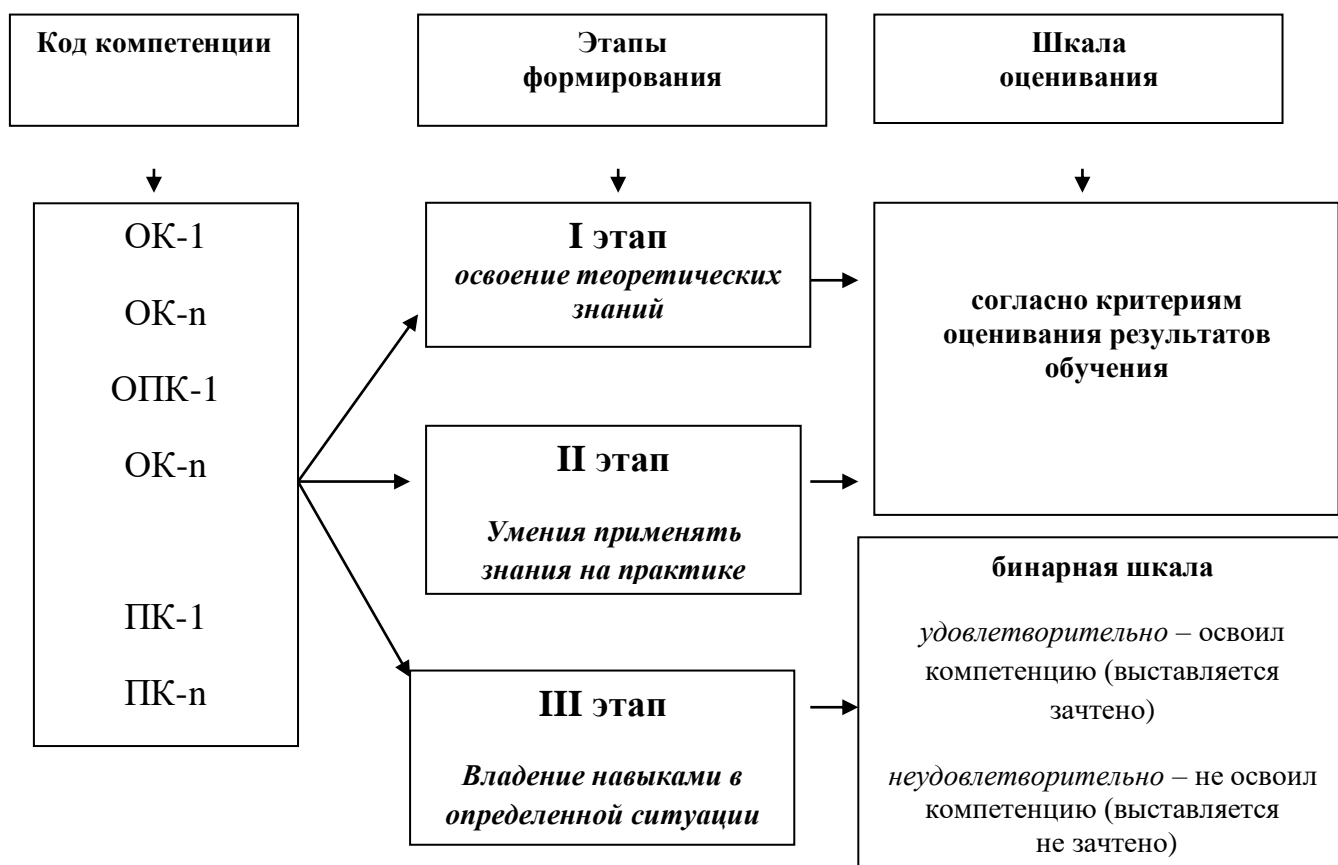 Код компетенции
Этапы
формирования
Шкала
оценивания
ОК-1
ОК-n
ОПК-1
ОК-n
ПК-1
ПК-n
I этап
освоение теоретических
знаний
II этап
Умения применять
знания на практике
III этап
Владение навыками в
определенной ситуации
согласно критериям
оценивания результатов
обучения
бинарная шкала
удовлетворительно – освоил
компетенцию (выставляется
зачтено)
неудовлетворительно – не освоил
компетенцию (выставляется
не зачтено)